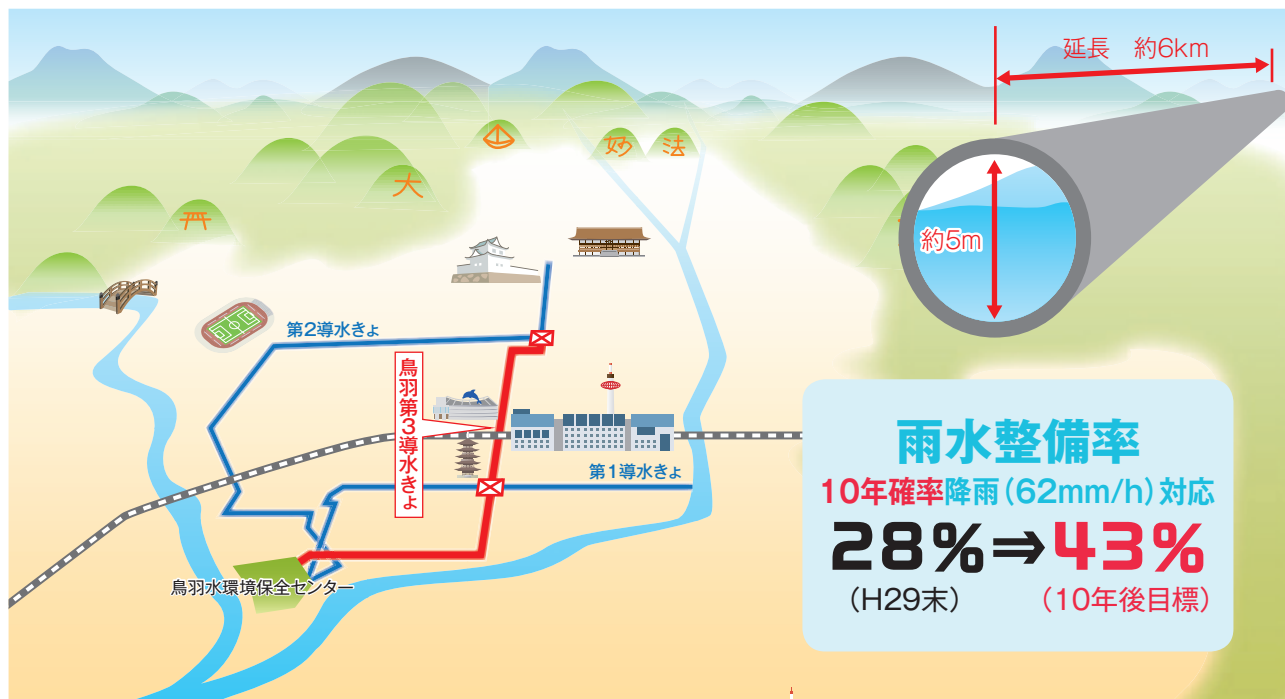 延長 約6km
妙
法
大
約5m
第2導水きょ
鳥羽第3導水きょ
第1導水きょ
鳥羽水環境保全センター
雨水整備率
10年確率降雨(62mm/h)対応
28%⇒43%
(H29末) (10年後目標)